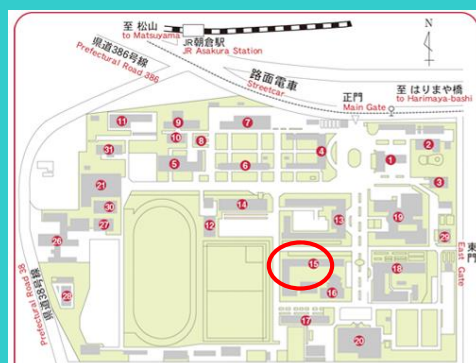 至 松山
to Matsuyama
JR朝倉駅
JR Asakura Station
県道386号線
Prefectural Road 386
路面電車
Streetcar
正門
Main Gate
至 はりまや橋
to Harimaya-bashi
N
11
9
7
10
8
4
2
31
5
6
1
3
21
30
27
14
12
13
19
29
26
東門
East Gate
15
18
28
16
県道38号線
Prefectural Road 38
17
20